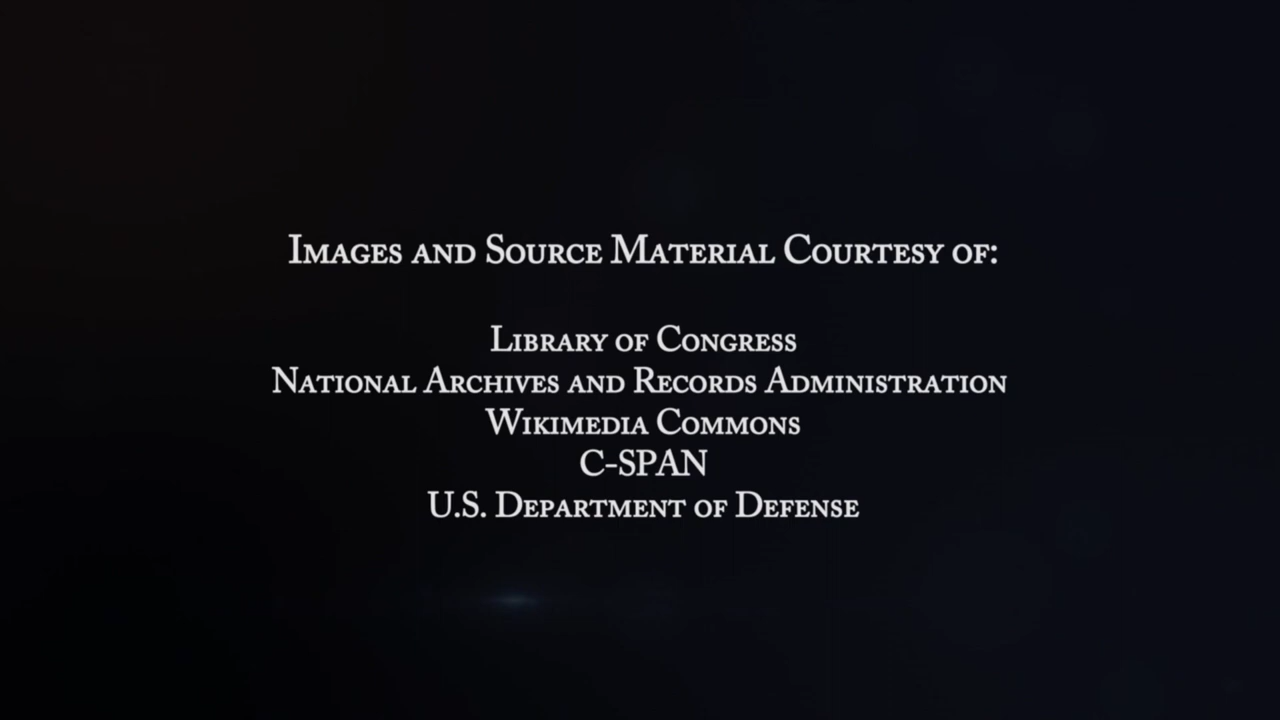 Images and Source Material Courtesy of:
Library of Congress
National Archives and Records Administration
Wikimedia Commons
C-SPAN
U.S. Department of Defense